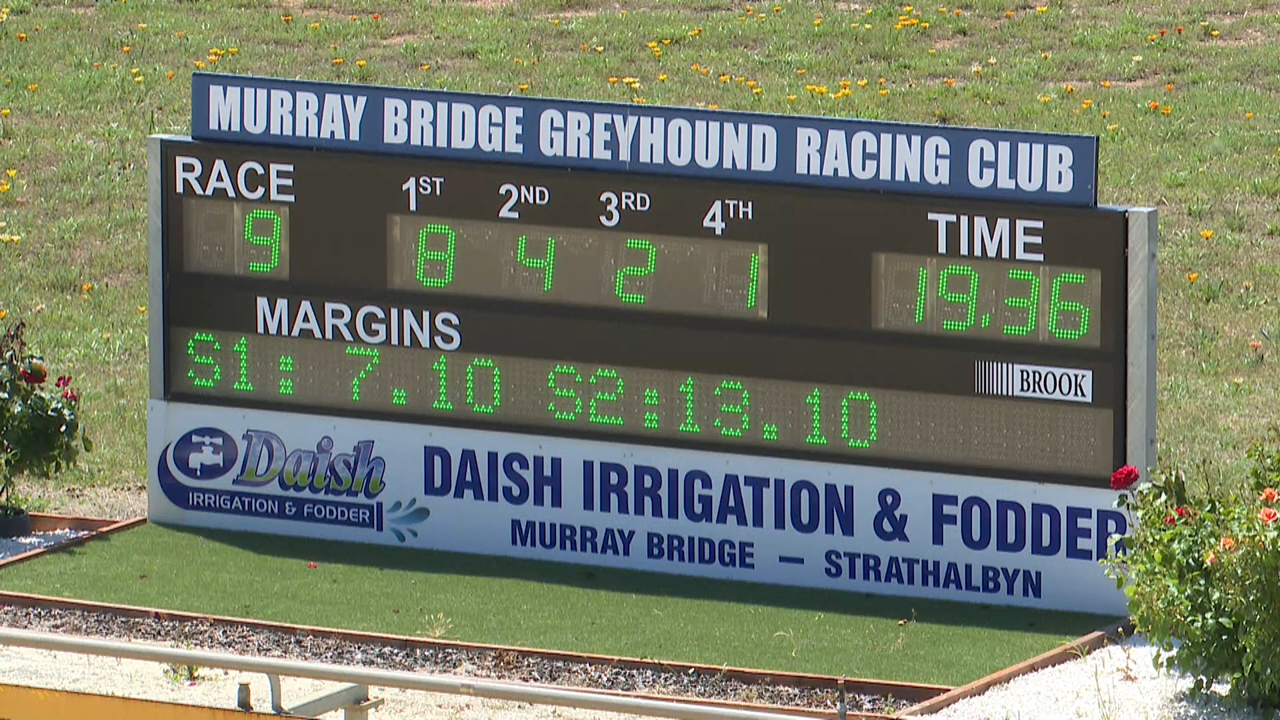 MURRAY BRIDGE GREYHOUND RACING CLUB
RACE 1ST 2ND 3RD 4TH TIME
9 8 4 2 1 19.36
MARGINS
S1: 7.10 S2:13.10
BROOK
Daish
IRRIGATION & FODDER
DAISH IRRIGATION & FODDER
MURRAY BRIDGE — STRATHALBYN